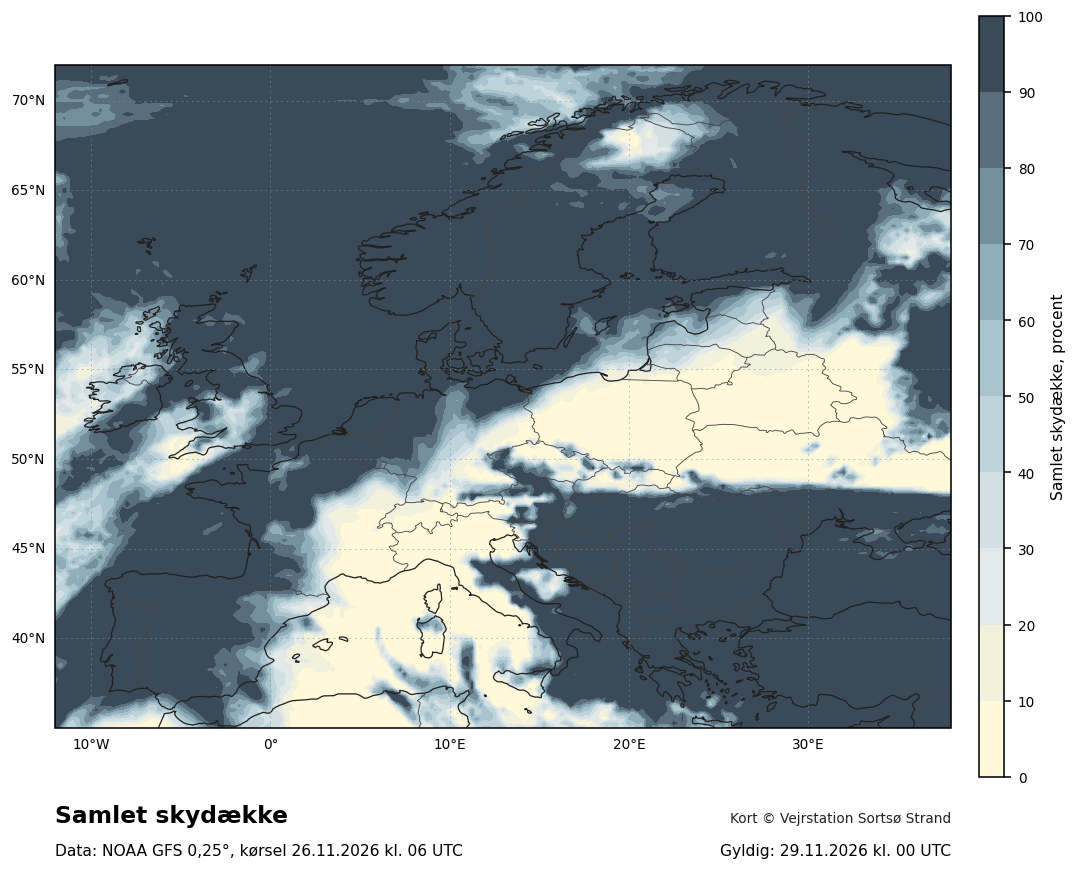 100
90
80
70
60
50
40
30
20
10
0
Samlet skydække, procent
70°N
65°N
60°N
55°N
50°N
45°N
40°N
10°W
0°
10°E
20°E
30°E
Samlet skydække
Kort © Vejrstation Sortsø Strand
Data: NOAA GFS 0,25°, kørsel 26.11.2026 kl. 06 UTC
Gyldig: 29.11.2026 kl. 00 UTC